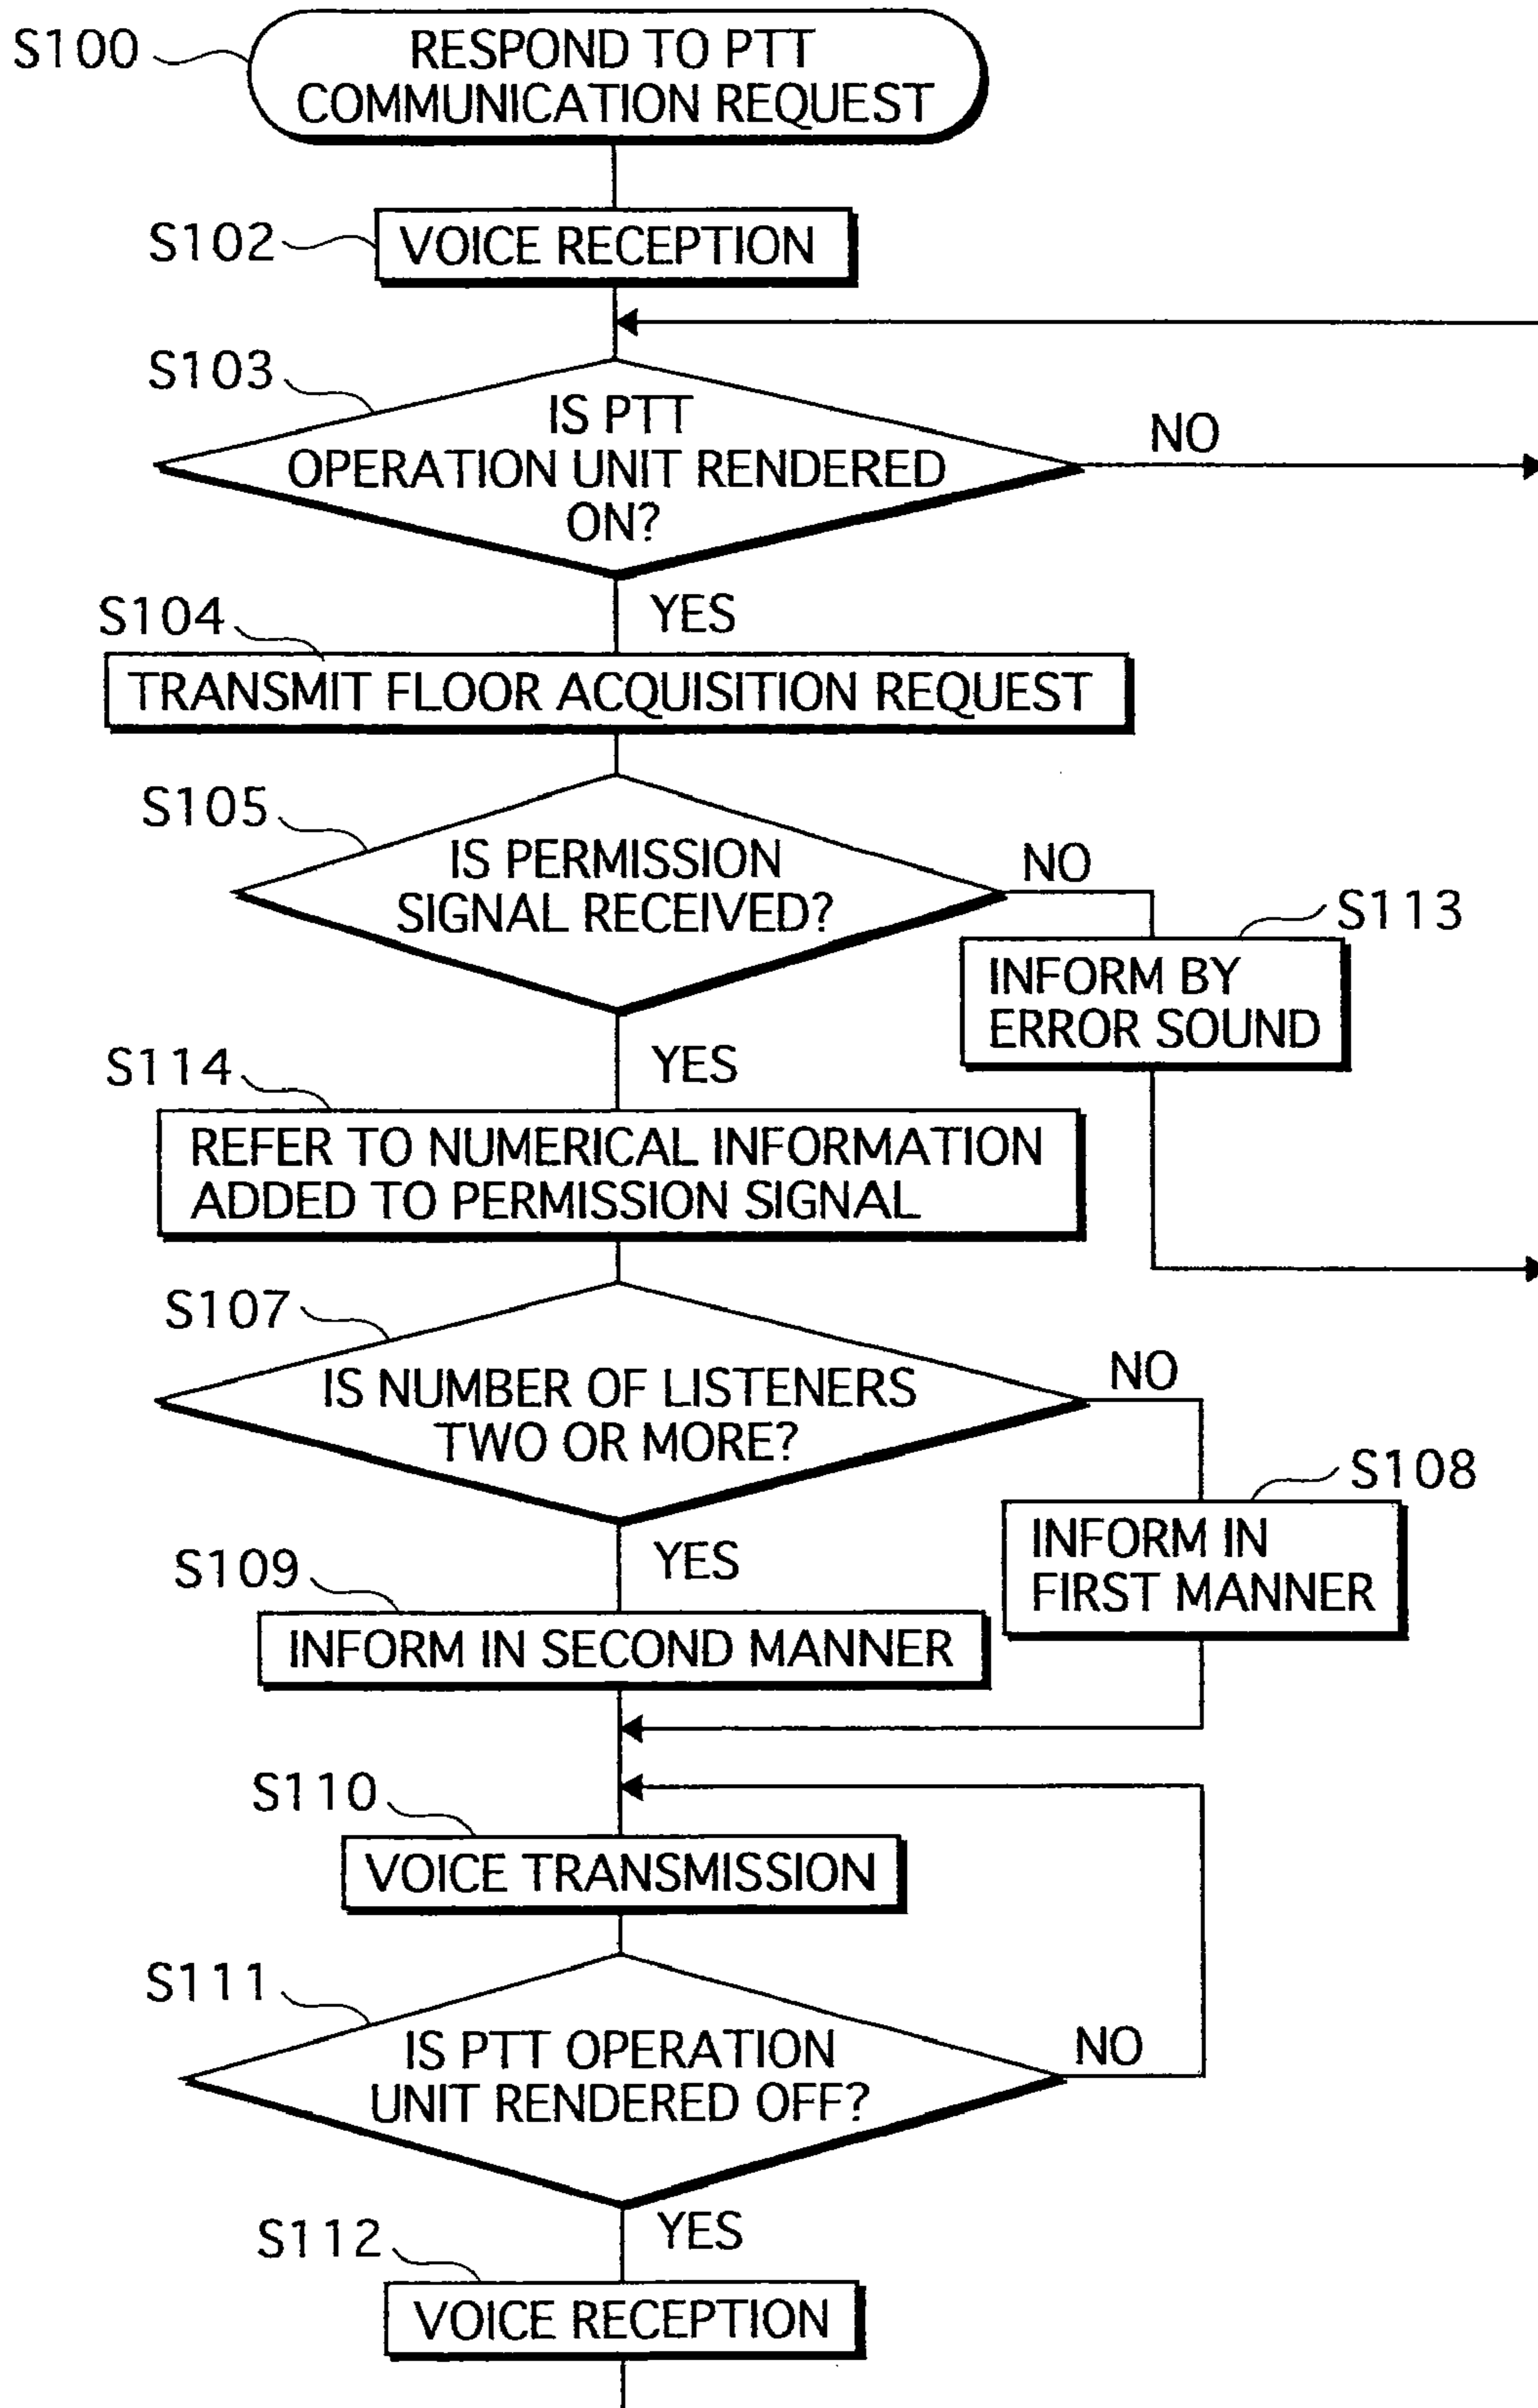 S100
RESPOND TO PTT
COMMUNICATION REQUEST
S102
VOICE RECEPTION
S103
IS PTT
OPERATION UNIT RENDERED
ON?
NO
YES
S104
TRANSMIT FLOOR ACQUISITION REQUEST
S105
IS PERMISSION
SIGNAL RECEIVED?
NO
S113
INFORM BY
ERROR SOUND
YES
S114
REFER TO NUMERICAL INFORMATION
ADDED TO PERMISSION SIGNAL
S107
IS NUMBER OF LISTENERS
TWO OR MORE?
NO
S108
INFORM IN
FIRST MANNER
YES
S109
INFORM IN SECOND MANNER
S110
VOICE TRANSMISSION
S111
IS PTT OPERATION
UNIT RENDERED OFF?
NO
YES
S112
VOICE RECEPTION